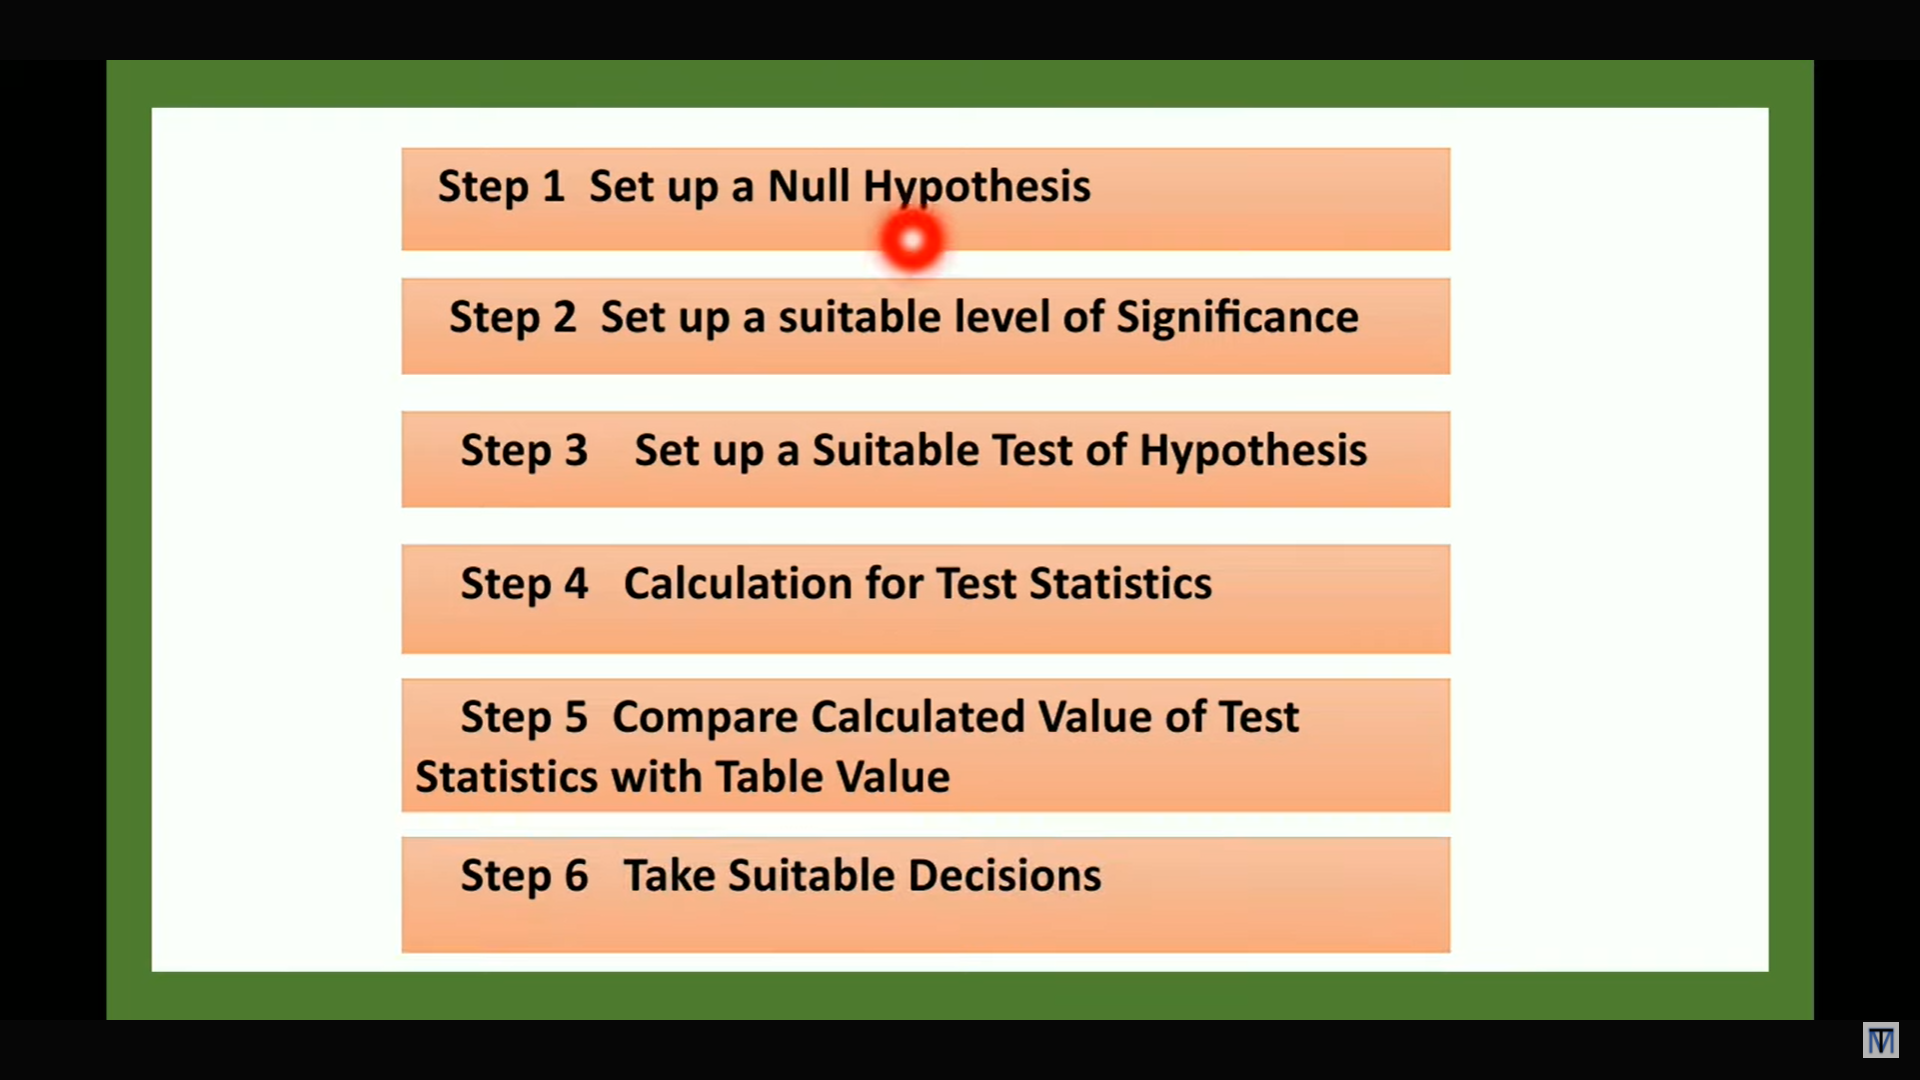 Step 1 Set up a Null Hypothesis
Step 2 Set up a suitable level of Significance
Step 3 Set up a Suitable Test of Hypothesis
Step 4 Calculation for Test Statistics
Step 5 Compare Calculated Value of Test
Statistics with Table Value
Step 6 Take Suitable Decisions
TM